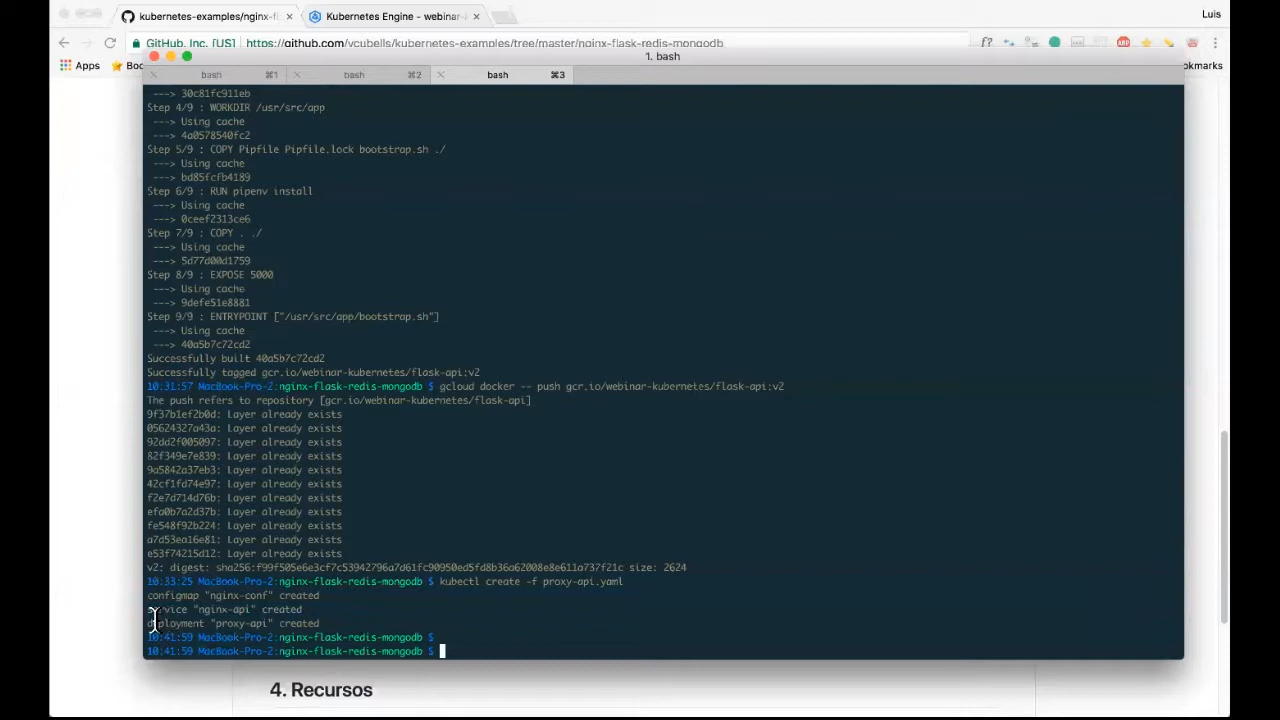 kubernetes-examples/nginx-fl
Kubernetes Engine - webinar-k
Luis
GitHub, Inc. [US]
https://github.com/vcubells/kubernetes-examples/tree/master/nginx-flask-redis-mongodb
f?
Apps
Boo
okmarks
1. bash
bash ⌘1
bash ⌘2
bash ⌘3
---> 30c81fc911eb
Step 4/9 : WORKDIR /usr/src/app
---> Using cache
---> 4a0578540fc2
Step 5/9 : COPY Pipfile Pipfile.lock bootstrap.sh ./
---> Using cache
---> bd85fcfb4189
Step 6/9 : RUN pipenv install
---> Using cache
---> 0ceef2313ce6
Step 7/9 : COPY . ./
---> Using cache
---> 5d77d00d1759
Step 8/9 : EXPOSE 5000
---> Using cache
---> 9defe51e8881
Step 9/9 : ENTRYPOINT ["/usr/src/app/bootstrap.sh"]
---> Using cache
---> 40a5b7c72cd2
Successfully built 40a5b7c72cd2
Successfully tagged gcr.io/webinar-kubernetes/flask-api:v2
10:31:57 MacBook-Pro-2:nginx-flask-redis-mongodb $ gcloud docker -- push gcr.io/webinar-kubernetes/flask-api:v2
The push refers to repository [gcr.io/webinar-kubernetes/flask-api]
9f37b1ef2b0d: Layer already exists
05624327a43a: Layer already exists
92dd2f005097: Layer already exists
82f349e7e839: Layer already exists
9a5842a37eb3: Layer already exists
42cf1fd74e97: Layer already exists
f2e7d714d76b: Layer already exists
efa0b7a2d37b: Layer already exists
fe548f92b224: Layer already exists
a7d53ea16e81: Layer already exists
e53f74215d12: Layer already exists
v2: digest: sha256:f99f505e6e3cf7c53942796a7d61fc90950ed5fd8b36a62008e8e611a737f21c size: 2624
10:33:25 MacBook-Pro-2:nginx-flask-redis-mongodb $ kubectl create -f proxy-api.yaml
configmap "nginx-conf" created
service "nginx-api" created
deployment "proxy-api" created
10:41:59 MacBook-Pro-2:nginx-flask-redis-mongodb $
10:41:59 MacBook-Pro-2:nginx-flask-redis-mongodb $
4. Recursos